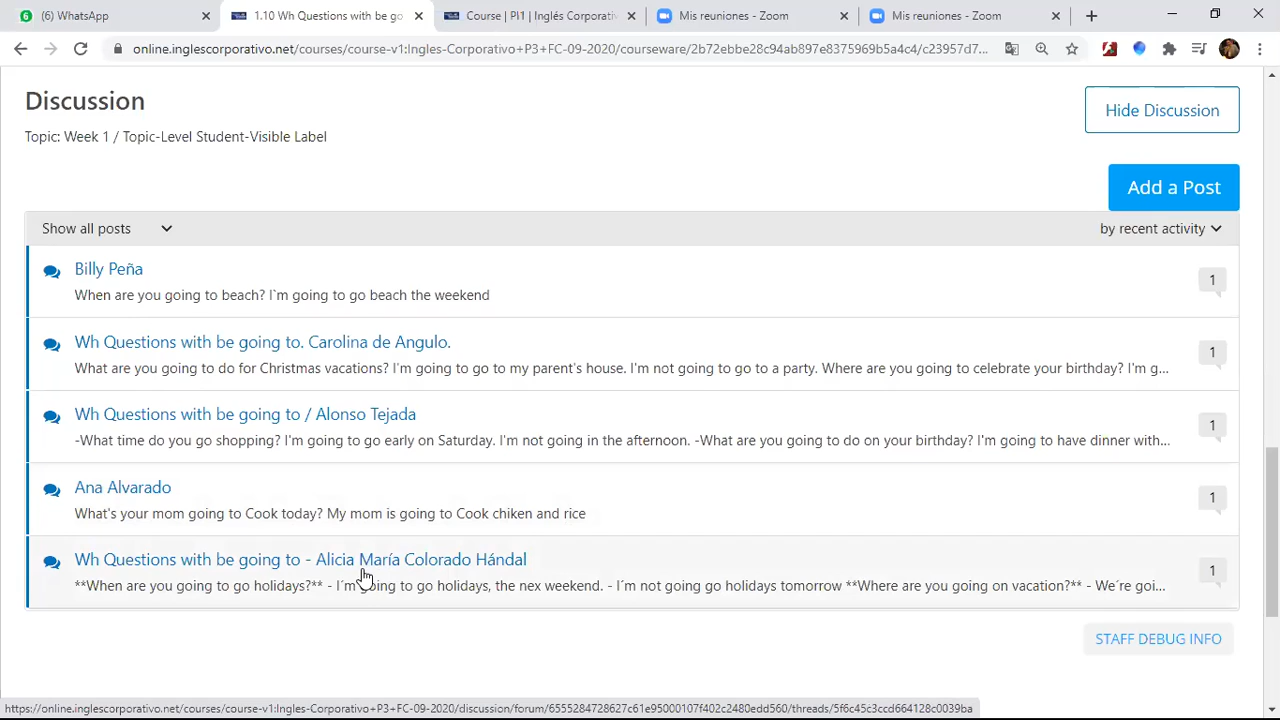 (6) WhatsApp
1.10 Wh Questions with be go
Course | PI1 | Inglés Corporativ
Mis reuniones - Zoom
Mis reuniones - Zoom
online.inglescorporativo.net/courses/course-v1:Ingles-Corporativo+P3+FC-09-2020/courseware/2b72ebbe28c94ab897e8375969b5a4c4/c23957d7...
Discussion
Hide Discussion
Topic: Week 1 / Topic-Level Student-Visible Label
Add a Post
Show all posts
by recent activity
Billy Peña
When are you going to beach? I`m going to go beach the weekend
1
Wh Questions with be going to. Carolina de Angulo.
What are you going to do for Christmas vacations? I'm going to go to my parent's house. I'm not going to go to a party. Where are you going to celebrate your birthday? I'm g...
1
Wh Questions with be going to / Alonso Tejada
-What time do you go shopping? I'm going to go early on Saturday. I'm not going in the afternoon. -What are you going to do on your birthday? I'm going to have dinner with...
1
Ana Alvarado
What's your mom going to Cook today? My mom is going to Cook chiken and rice
1
Wh Questions with be going to - Alicia María Colorado Hándal
**When are you going to go holidays?** - I´m going to go holidays, the nex weekend. - I´m not going go holidays tomorrow **Where are you going on vacation?** - We´re goi...
1
STAFF DEBUG INFO
https://online.inglescorporativo.net/courses/course-v1:Ingles-Corporativo+P3+FC-09-2020/discussion/forum/6555284728627c61e95000107f402c2480edd560/threads/5f6c45c3ccd664128c0039ba